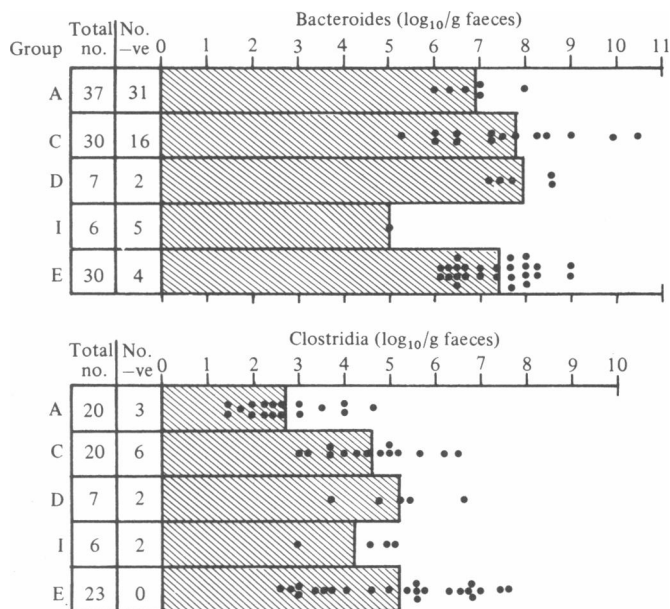 Bacteroides (log10/g faeces)
Group Total no. No. −ve 0 1 2 3 4 5 6 7 8 9 10 11
A 37 31
C 30 16
D 7 2
I 6 5
E 30 4
Clostridia (log10/g faeces)
Total no. No. −ve 0 1 2 3 4 5 6 7 8 9 10
A 20 3
C 20 6
D 7 2
I 6 2
E 23 0